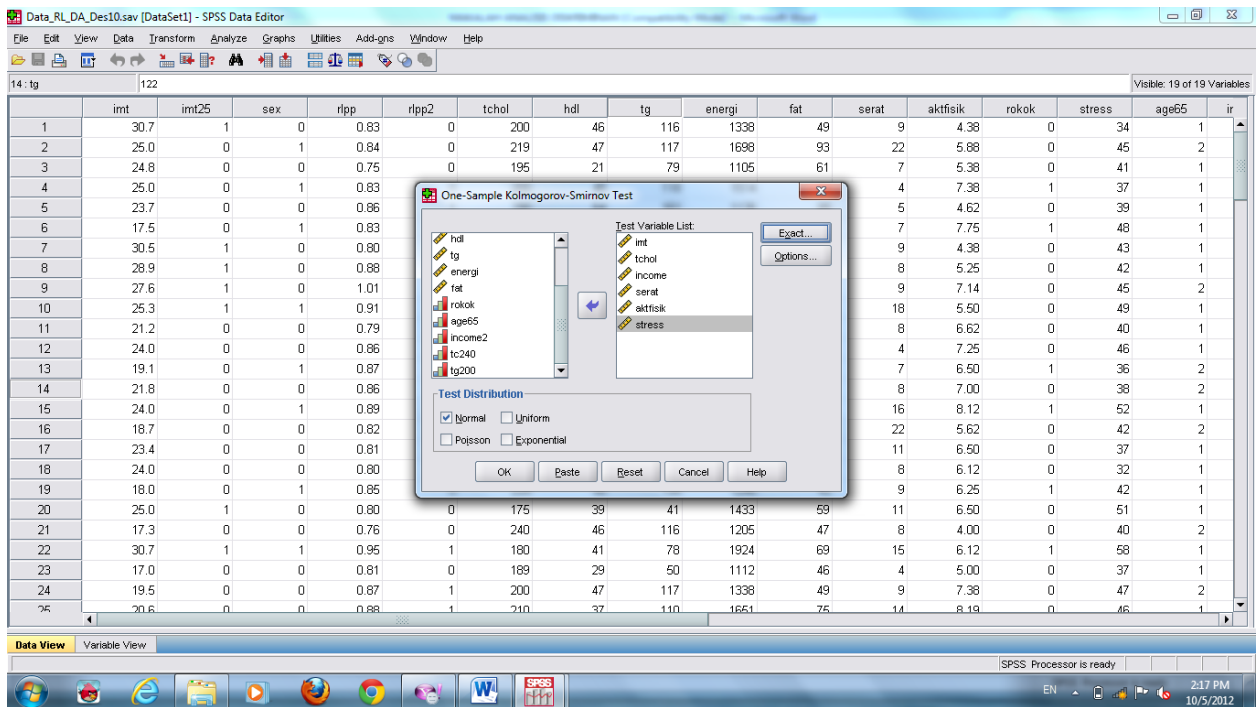 Data_RL_DA_Des10.sav [DataSet1] - SPSS Data Editor
File Edit View Data Transform Analyze Graphs Utilities Add-ons Window Help
14 : tg 122 Visible: 19 of 19 Variables
imt imt25 sex rlpp rlpp2 tchol hdl tg energi fat serat aktfisik rokok stress age65 ir
1 30.7 1 0 0.83 0 200 46 116 1338 49 9 4.38 0 34 1
2 25.0 0 1 0.84 0 219 47 117 1698 93 22 5.88 0 45 2
3 24.8 0 0 0.75 0 195 21 79 1105 61 7 5.38 0 41 1
4 25.0 0 1 0.83 4 7.38 1 37 1
5 23.7 0 0 0.86 5 4.62 0 39 1
6 17.5 0 1 0.83 7 7.75 1 48 1
7 30.5 1 0 0.80 9 4.38 0 43 1
8 28.9 1 0 0.88 8 5.25 0 42 1
9 27.6 1 0 1.01 9 7.14 0 45 2
10 25.3 1 1 0.91 18 5.50 0 49 1
11 21.2 0 0 0.79 8 6.62 0 40 1
12 24.0 0 0 0.86 4 7.25 0 46 1
13 19.1 0 1 0.87 7 6.50 1 36 2
14 21.8 0 0 0.86 8 7.00 0 38 2
15 24.0 0 1 0.89 16 8.12 1 52 1
16 18.7 0 0 0.82 22 5.62 0 42 2
17 23.4 0 0 0.81 11 6.50 0 37 1
18 24.0 0 0 0.80 8 6.12 0 32 1
19 18.0 0 1 0.85 9 6.25 1 42 1
20 25.0 1 0 0.80 0 175 39 41 1433 59 11 6.50 0 51 1
21 17.3 0 0 0.76 0 240 46 116 1205 47 8 4.00 0 40 2
22 30.7 1 1 0.95 1 180 41 78 1924 69 15 6.12 1 58 1
23 17.0 0 0 0.81 0 189 29 50 1112 46 4 5.00 0 37 1
24 19.5 0 0 0.87 1 200 47 117 1338 49 9 7.38 0 47 2
25 20.6 0 0 0.88 1 210 37 110 1651 75 14 8.19 0 46 1
One-Sample Kolmogorov-Smirnov Test
hdl
tg
energi
fat
rokok
age65
income2
tc240
tg200
Test Variable List:
imt
tchol
income
serat
aktfisik
stress
Exact...
Options...
Test Distribution
Normal Uniform
Poisson Exponential
OK Paste Reset Cancel Help
Data View Variable View
SPSS Processor is ready
EN 2:17 PM
10/5/2012